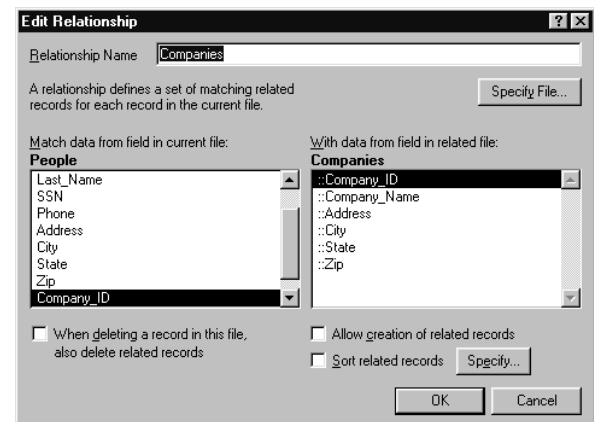 Edit Relationship
Relationship Name Companies
A relationship defines a set of matching related
records for each record in the current file.
Specify File...
Match data from field in current file:
People
Last_Name
SSN
Phone
Address
City
State
Zip
Company_ID
With data from field in related file:
Companies
::Company_ID
::Company_Name
::Address
::City
::State
::Zip
When deleting a record in this file,
also delete related records
Allow creation of related records
Sort related records Specify...
OK Cancel